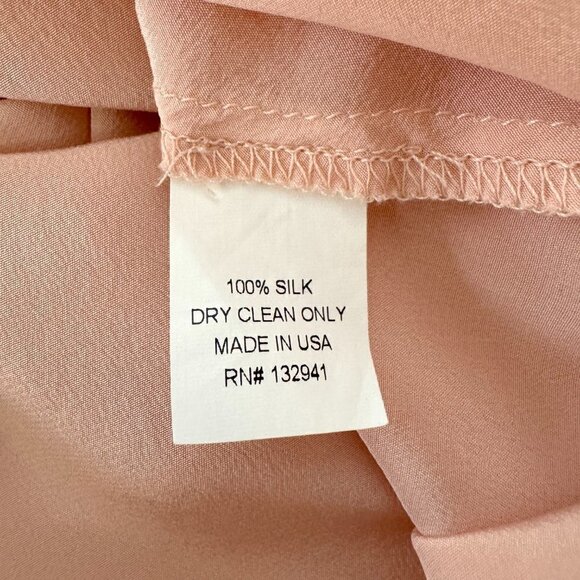 100% SILK
DRY CLEAN ONLY
MADE IN USA
RN# 132941